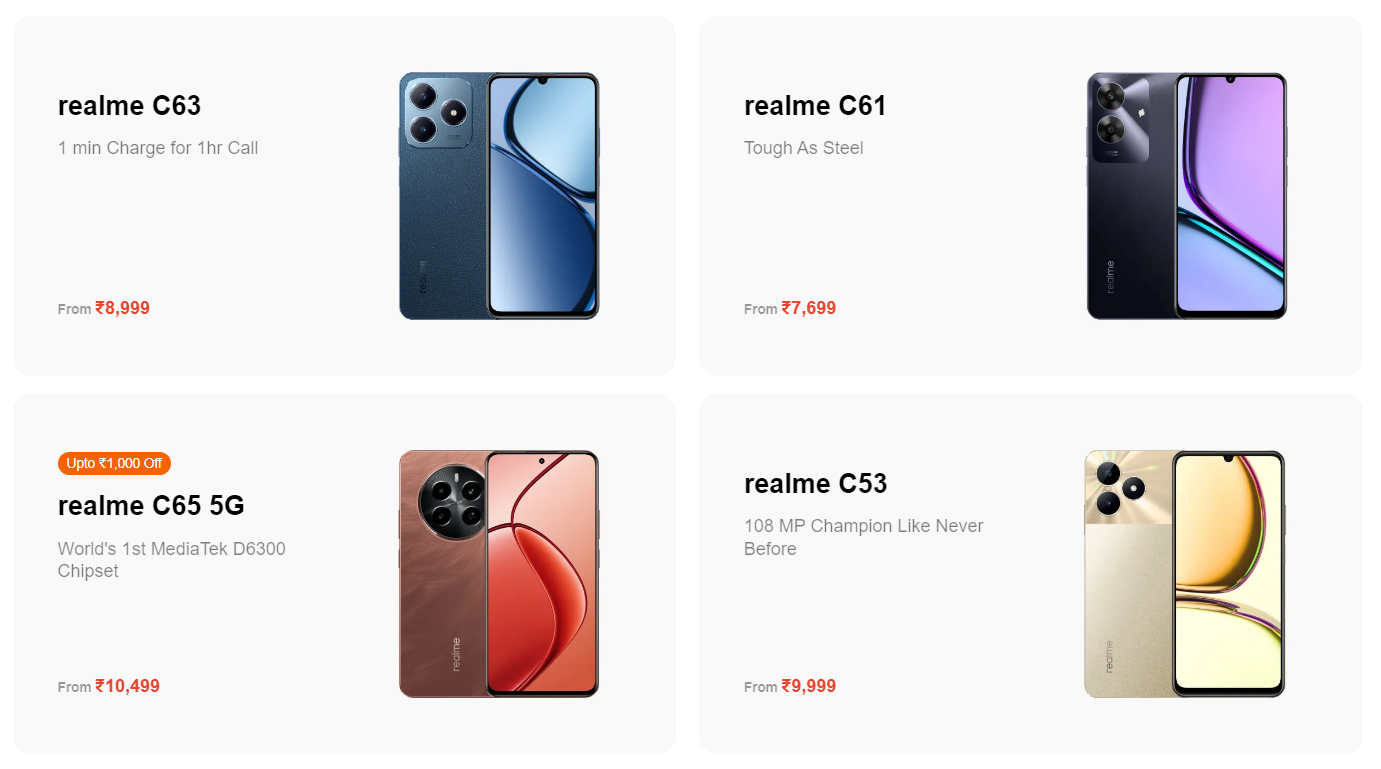 realme C63
1 min Charge for 1hr Call
From ₹8,999
realme
realme C61
Tough As Steel
From ₹7,699
realme
Upto ₹1,000 Off
realme C65 5G
World's 1st MediaTek D6300
Chipset
From ₹10,499
realme
realme C53
108 MP Champion Like Never
Before
From ₹9,999
realme